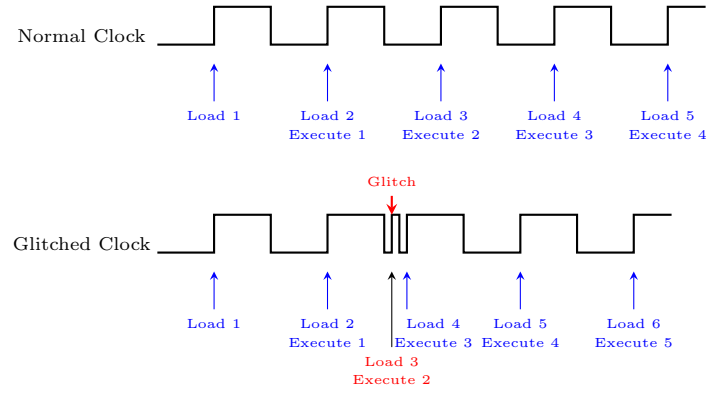 Normal Clock
Load 1
Load 2
Execute 1
Load 3
Execute 2
Load 4
Execute 3
Load 5
Execute 4
Glitch
Glitched Clock
Load 1
Load 2
Execute 1
Load 3
Execute 2
Load 4
Execute 3
Load 5
Execute 4
Load 6
Execute 5